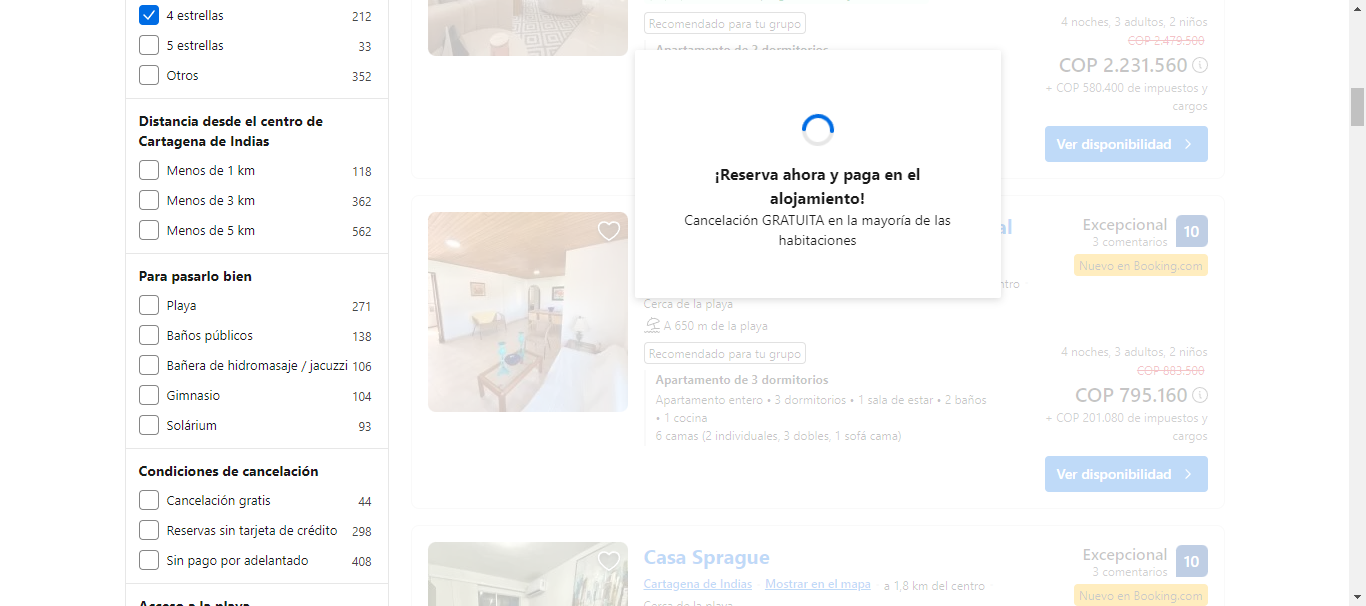 4 estrellas 212
5 estrellas 33
Otros 352
Distancia desde el centro de
Cartagena de Indias
Menos de 1 km 118
Menos de 3 km 362
Menos de 5 km 562
Para pasarlo bien
Playa 271
Baños públicos 138
Bañera de hidromasaje / jacuzzi 106
Gimnasio 104
Solárium 93
Condiciones de cancelación
Cancelación gratis 44
Reservas sin tarjeta de crédito 298
Sin pago por adelantado 408
Acceso a la playa
Recomendado para tu grupo
Apartamento de 3 dormitorios
4 noches, 3 adultos, 2 niños
COP 2.479.500
COP 2.231.560
+ COP 580.400 de impuestos y
cargos
Ver disponibilidad
¡Reserva ahora y paga en el
alojamiento!
Cancelación GRATUITA en la mayoría de las
habitaciones
al
Excepcional 10
3 comentarios
Nuevo en Booking.com
ntro
Cerca de la playa
A 650 m de la playa
Recomendado para tu grupo
Apartamento de 3 dormitorios
Apartamento entero • 3 dormitorios • 1 sala de estar • 2 baños
• 1 cocina
6 camas (2 individuales, 3 dobles, 1 sofá cama)
4 noches, 3 adultos, 2 niños
COP 883.500
COP 795.160
+ COP 201.080 de impuestos y
cargos
Ver disponibilidad
Casa Sprague
Cartagena de Indias Mostrar en el mapa a 1,8 km del centro
Cerca de la playa
Excepcional 10
3 comentarios
Nuevo en Booking.com